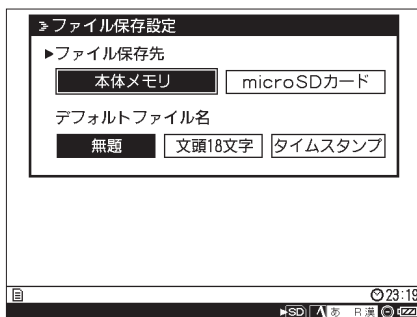 ファイル保存設定
▶ファイル保存先
本体メモリ microSDカード
デフォルトファイル名
無題 文頭18文字 タイムスタンプ
23:19
▶SD あ R漢